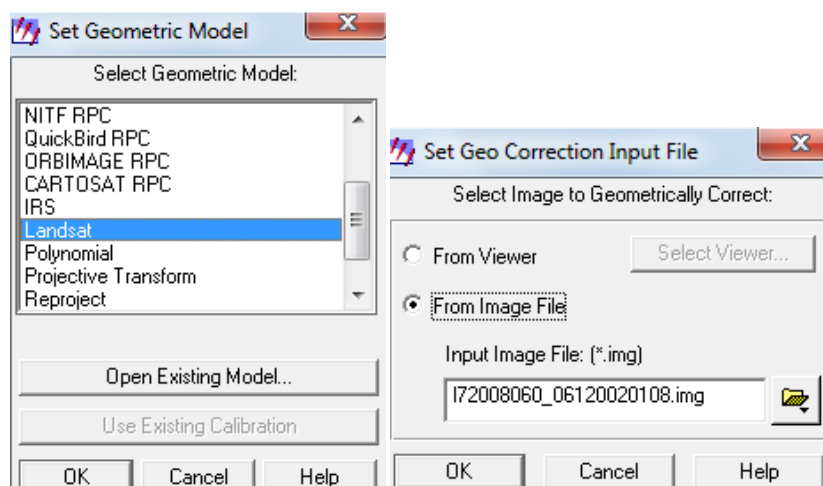 Set Geometric Model
Select Geometric Model:
NITF RPC
QuickBird RPC
ORBIMAGE RPC
CARTOSAT RPC
IRS
Landsat
Polynomial
Projective Transform
Reproject
Open Existing Model...
Use Existing Calibration
OK Cancel Help
Set Geo Correction Input File
Select Image to Geometrically Correct:
From Viewer Select Viewer...
From Image File
Input Image File: (*.img)
l72008060_06120020108.img
OK Cancel Help